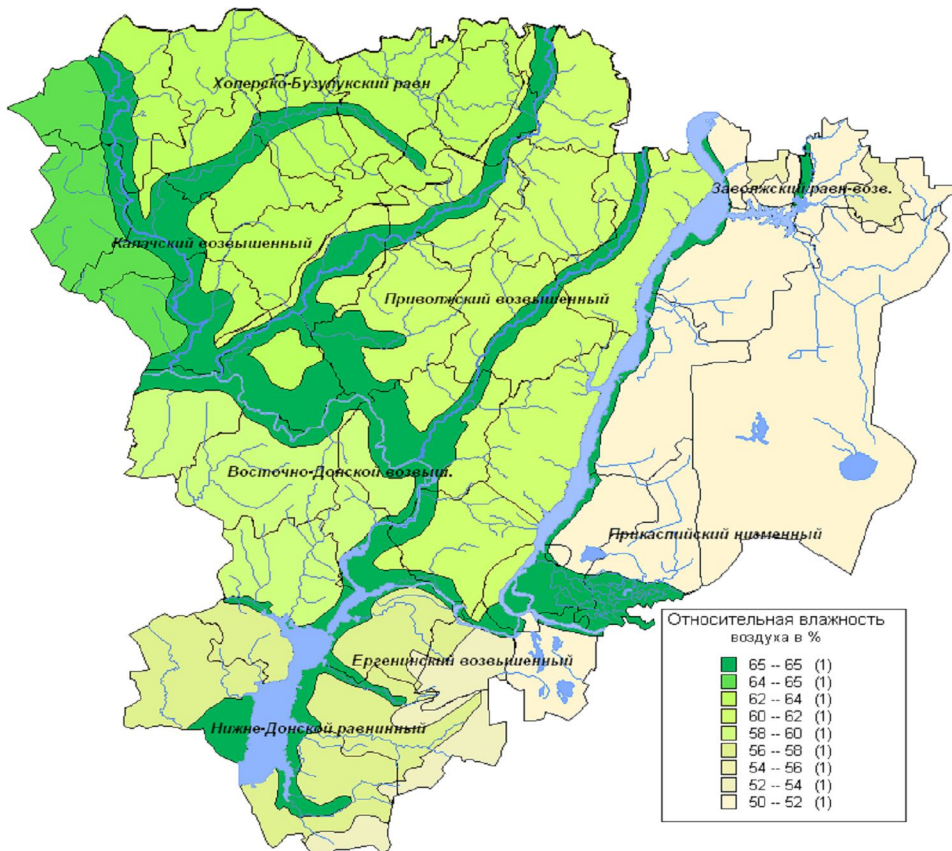 Хоперско-Бузулукский равн
Заволжский равн-возв.
Калачский возвышенный
Приволжский возвышенный
Восточно-Донской возвыш.
Прикаспийский низменный
Ергенинский возвышенный
Нижне-Донской равнинный
Относительная влажность
воздуха в %
65 -- 65 (1)
64 -- 65 (1)
62 -- 64 (1)
60 -- 62 (1)
58 -- 60 (1)
56 -- 58 (1)
54 -- 56 (1)
52 -- 54 (1)
50 -- 52 (1)